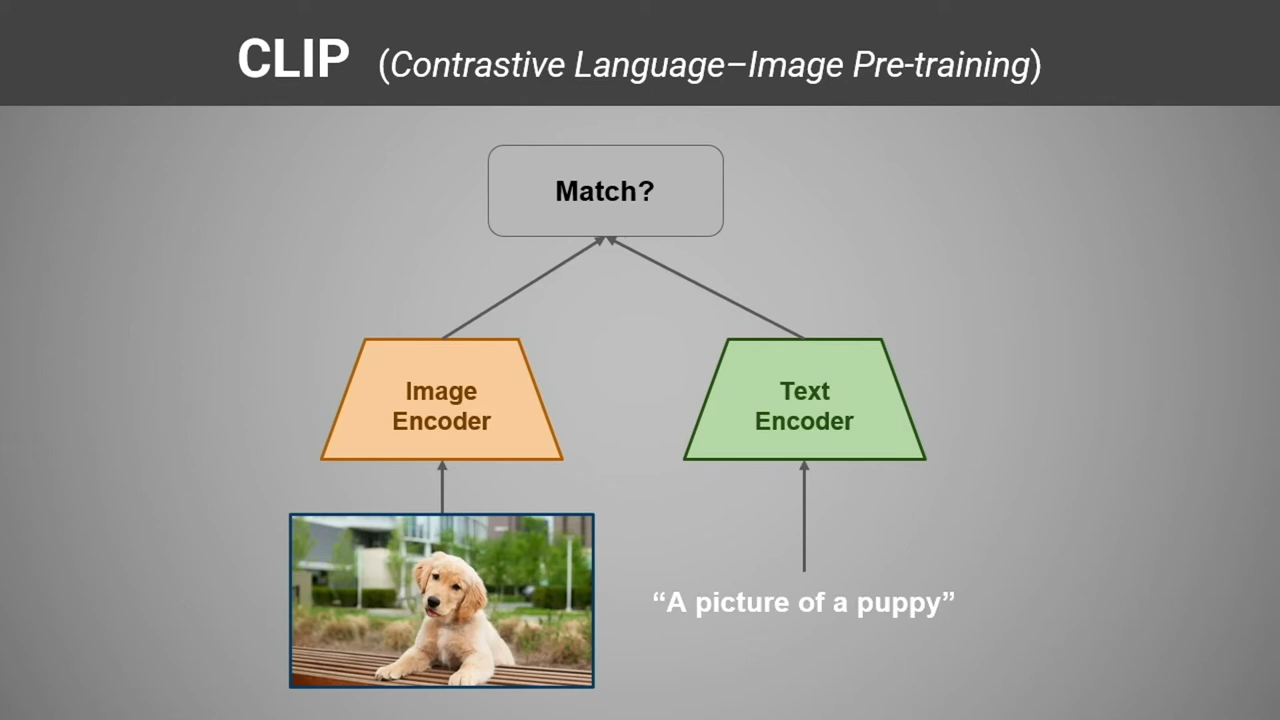 CLIP (Contrastive Language–Image Pre-training)
Match?
Image
Encoder
Text
Encoder
“A picture of a puppy”